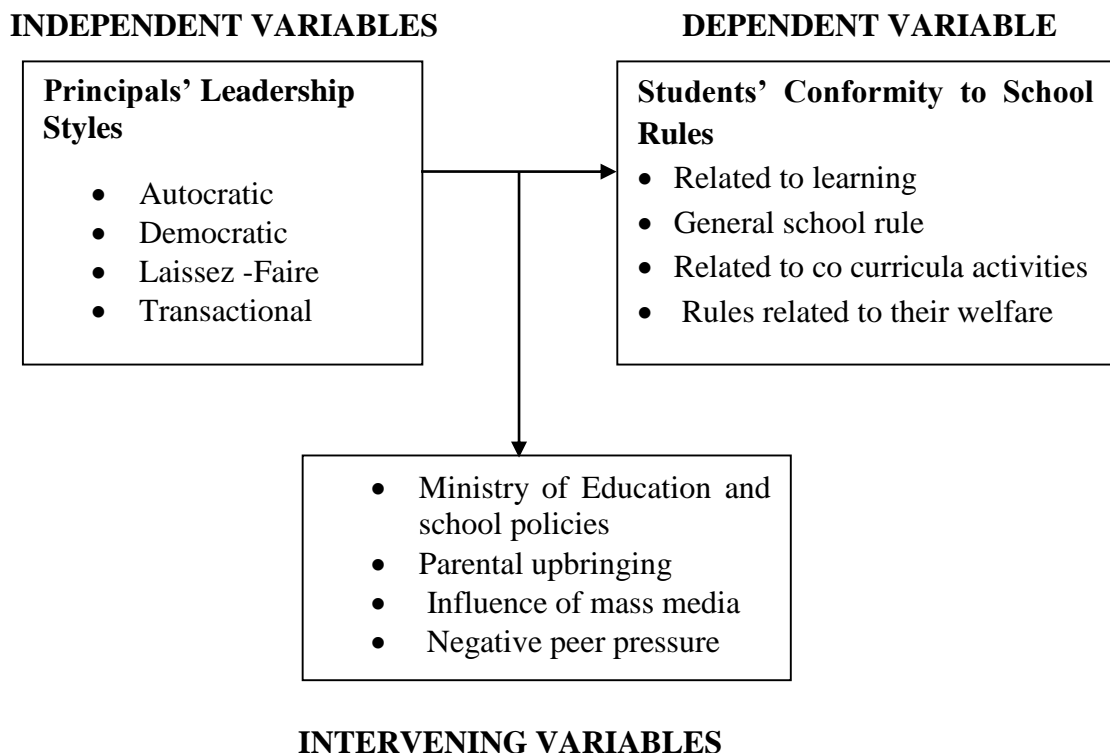 INDEPENDENT VARIABLES
DEPENDENT VARIABLE
Principals’ Leadership
Styles
• Autocratic
• Democratic
• Laissez -Faire
• Transactional
Students’ Conformity to School
Rules
• Related to learning
• General school rule
• Related to co curricula activities
• Rules related to their welfare
• Ministry of Education and
school policies
• Parental upbringing
• Influence of mass media
• Negative peer pressure
INTERVENING VARIABLES